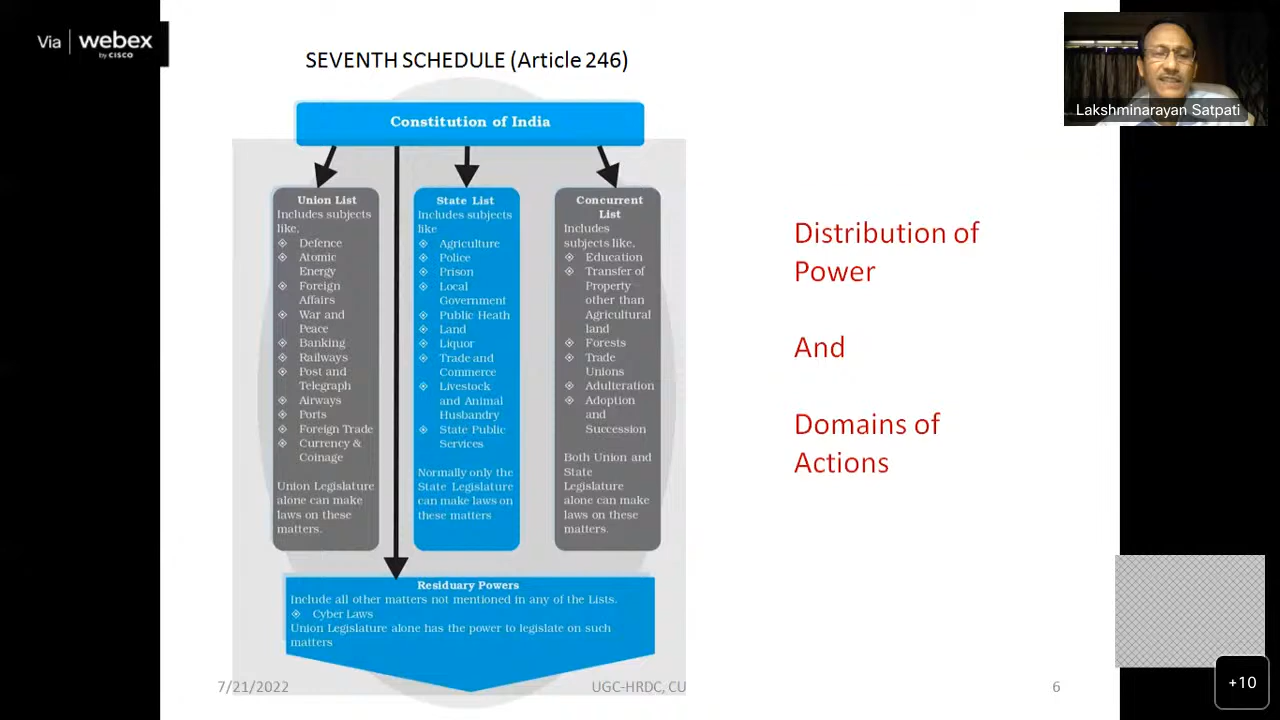 Via webex
by CISCO
SEVENTH SCHEDULE (Article 246)
Lakshminarayan Satpati
Constitution of India
Union List
Includes subjects
like,
❖ Defence
❖ Atomic
Energy
❖ Foreign
Affairs
❖ War and
Peace
❖ Banking
❖ Railways
❖ Post and
Telegraph
❖ Airways
❖ Ports
❖ Foreign Trade
❖ Currency &
Coinage
Union Legislature
alone can make
laws on these
matters.
State List
Includes subjects
like
❖ Agriculture
❖ Police
❖ Prison
❖ Local
Government
❖ Public Heath
❖ Land
❖ Liquor
❖ Trade and
Commerce
❖ Livestock
and Animal
Husbandry
❖ State Public
Services
Normally only the
State Legislature
can make laws on
these matters
Concurrent
List
Includes
subjects like,
❖ Education
❖ Transfer of
Property
other than
Agricultural
land
❖ Forests
❖ Trade
Unions
❖ Adulteration
❖ Adoption
and
Succession
Both Union and
State
Legislature
alone can make
laws on these
matters.
Residuary Powers
Include all other matters not mentioned in any of the Lists.
❖ Cyber Laws
Union Legislature alone has the power to legislate on such
matters
Distribution of
Power
And
Domains of
Actions
7/21/2022
UGC-HRDC, CU
6
+10